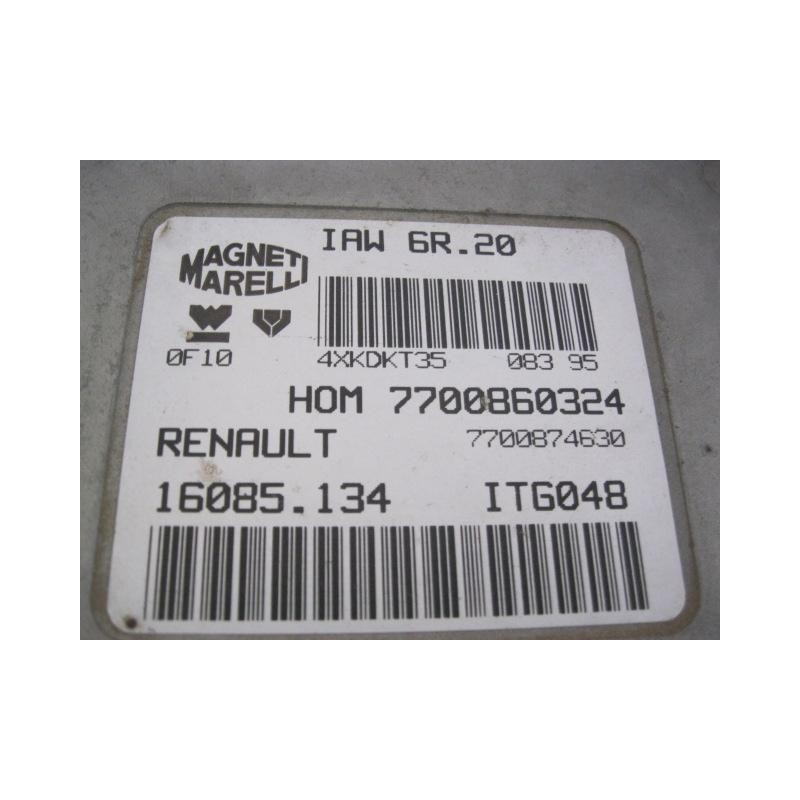 IAW 6R.20
MAGNETI
MARELLI
0F10
4XKDKT35 083 95
HOM 7700860324
RENAULT 7700874630
16085.134 ITG048